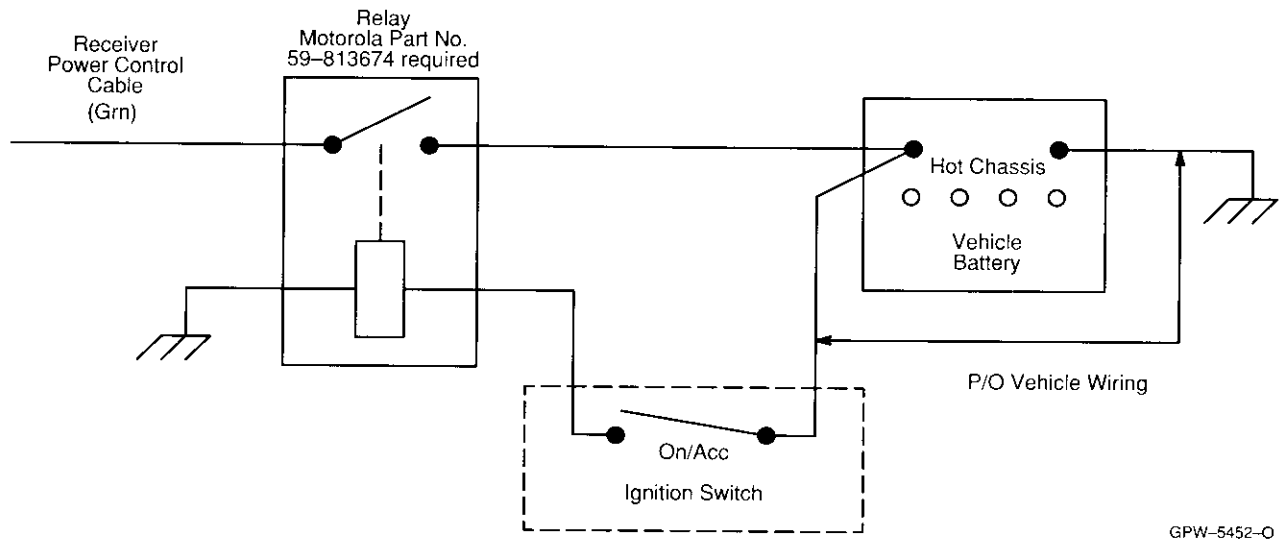 Relay
Motorola Part No.
59–813674 required
Receiver
Power Control
Cable
(Grn)
Hot Chassis
Vehicle
Battery
P/O Vehicle Wiring
On/Acc
Ignition Switch
GPW–5452–O